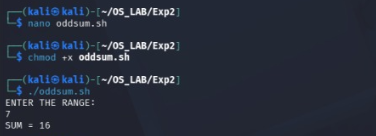 ┌──(kali㉿kali)-[~/OS_LAB/Exp2]
└─$ nano oddsum.sh
┌──(kali㉿kali)-[~/OS_LAB/Exp2]
└─$ chmod +x oddsum.sh
┌──(kali㉿kali)-[~/OS_LAB/Exp2]
└─$ ./oddsum.sh
ENTER THE RANGE:
7
SUM = 16